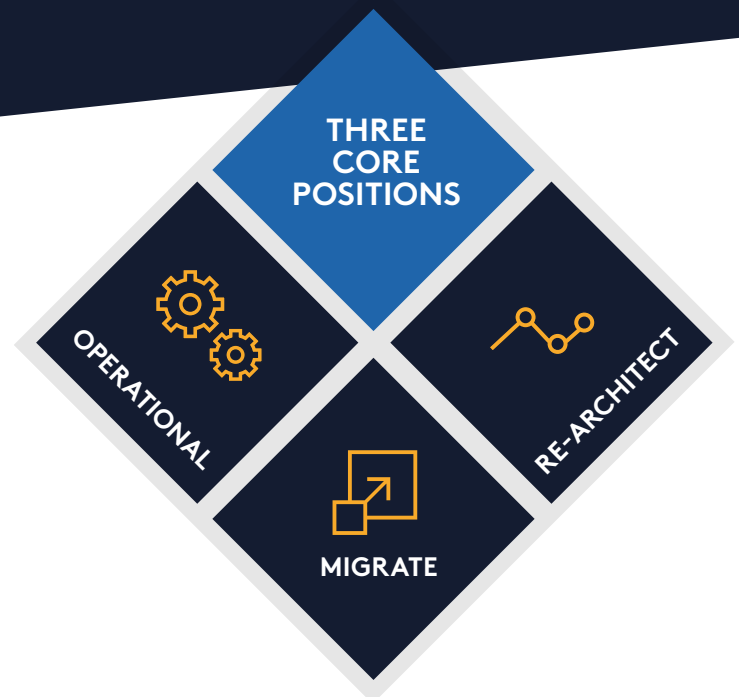 THREE
CORE
POSITIONS
OPERATIONAL
RE-ARCHITECT
MIGRATE